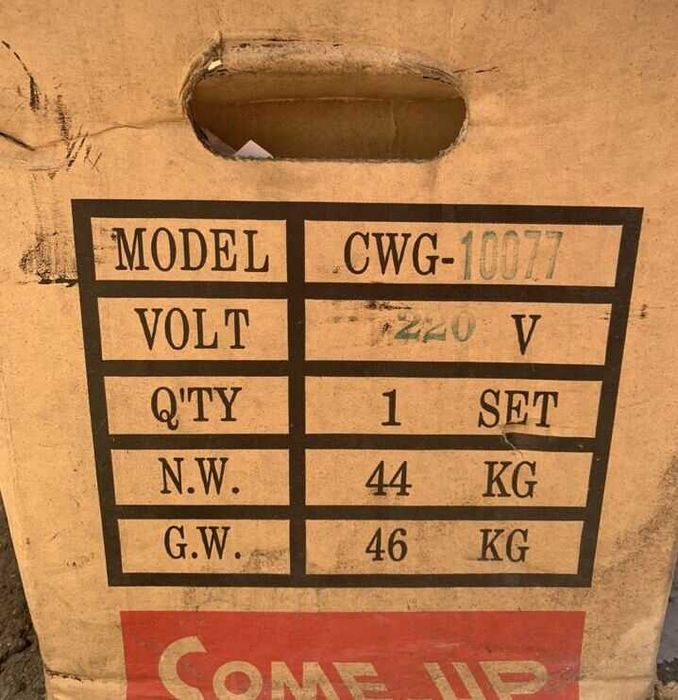 MODEL CWG-10077
VOLT 220 V
Q'TY 1 SET
N.W. 44 KG
G.W. 46 KG
COME UP